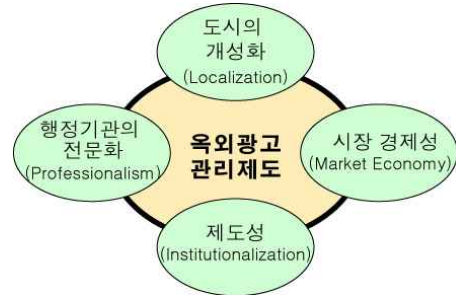 도시의
개성화
(Localization)
행정기관의
전문화
(Professionalism)
옥외광고
관리제도
시장 경제성
(Market Economy)
제도성
(Institutionalization)